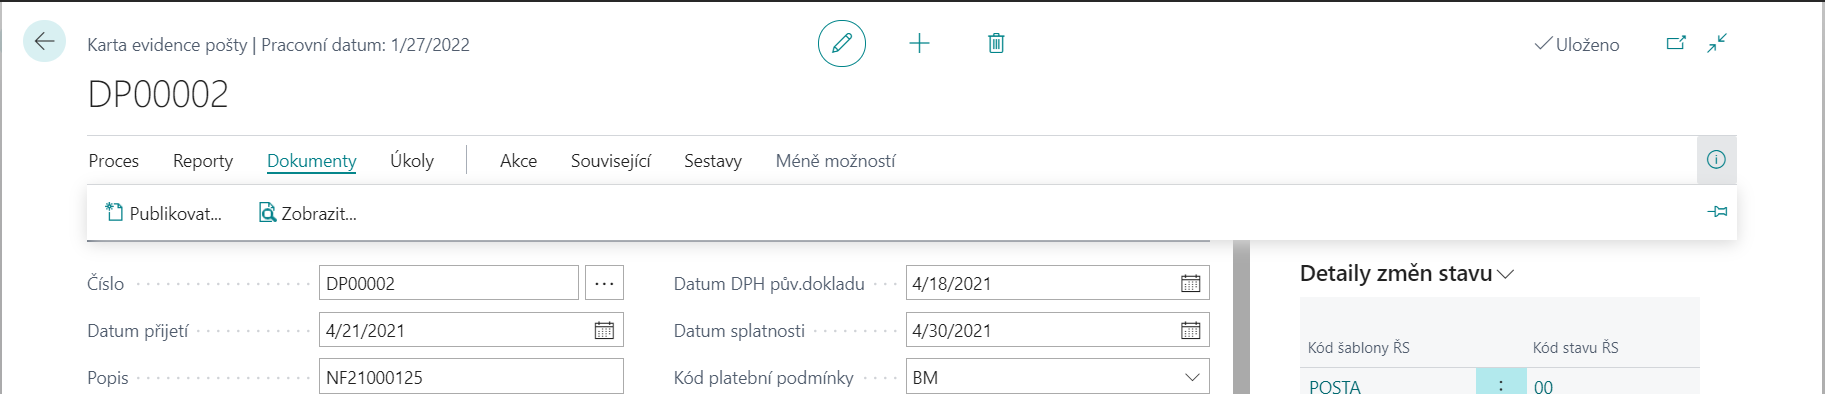 Karta evidence pošty | Pracovní datum: 1/27/2022
Uloženo
DP00002
Proces Reporty Dokumenty Úkoly Akce Související Sestavy Méně možností
Publikovat... Zobrazit...
Číslo DP00002
Datum přijetí 4/21/2021
Popis NF21000125
Datum DPH pův.dokladu 4/18/2021
Datum splatnosti 4/30/2021
Kód platební podmínky BM
Detaily změn stavu
Kód šablony ŘS Kód stavu ŘS
POSTA 00